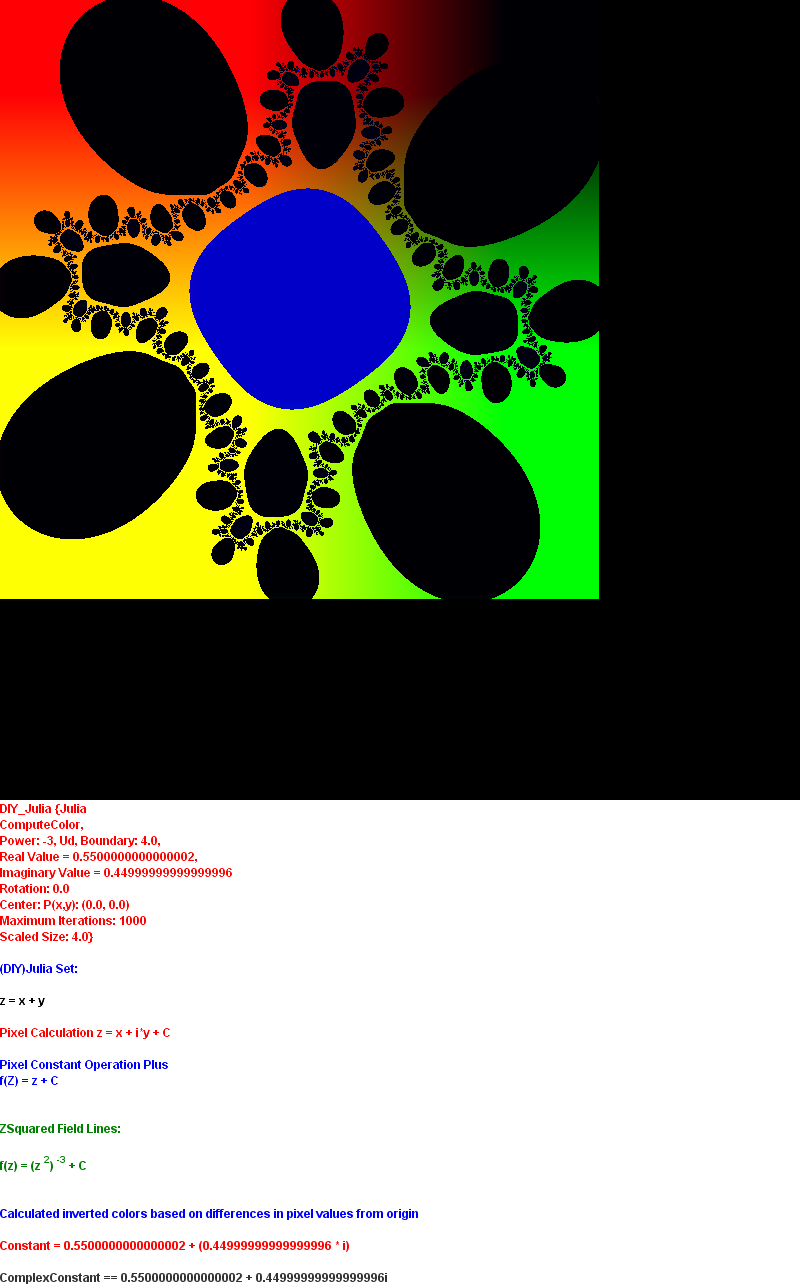 DIY_Julia {Julia
ComputeColor,
Power: -3, Ud, Boundary: 4.0,
Real Value = 0.5500000000000002,
Imaginary Value = 0.44999999999999996
Rotation: 0.0
Center: P(x,y): (0.0, 0.0)
Maximum Iterations: 1000
Scaled Size: 4.0}
(DIY)Julia Set:
z = x + y
Pixel Calculation z = x + i*y + C
Pixel Constant Operation Plus
f(Z) = z + C
ZSquared Field Lines:
f(z) = (z ²) ⁻³ + C
Calculated inverted colors based on differences in pixel values from origin
Constant = 0.5500000000000002 + (0.44999999999999996 * i)
ComplexConstant == 0.5500000000000002 + 0.44999999999999996i